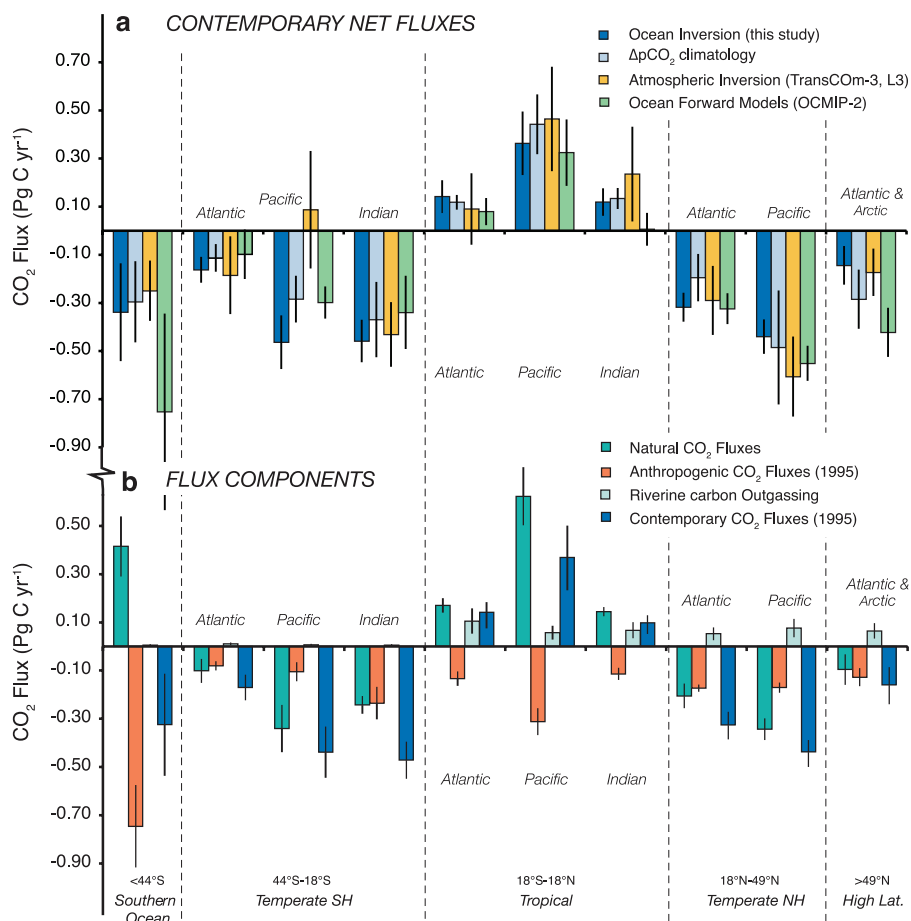 a CONTEMPORARY NET FLUXES
Ocean Inversion (this study)
ΔpCO₂ climatology
Atmospheric Inversion (TransCOm-3, L3)
Ocean Forward Models (OCMIP-2)
CO₂ Flux (Pg C yr⁻¹)
0.70
0.50
0.30
0.10
-0.10
-0.30
-0.50
-0.70
-0.90
Atlantic
Pacific
Indian
Atlantic
Pacific
Indian
Atlantic
Pacific
Atlantic &
Arctic
b FLUX COMPONENTS
Natural CO₂ Fluxes
Anthropogenic CO₂ Fluxes (1995)
Riverine carbon Outgassing
Contemporary CO₂ Fluxes (1995)
CO₂ Flux (Pg C yr⁻¹)
0.50
0.30
0.10
-0.10
-0.30
-0.50
-0.70
-0.90
Atlantic
Pacific
Indian
Atlantic
Pacific
Indian
Atlantic
Pacific
Atlantic &
Arctic
<44°S
Southern
Ocean
44°S-18°S
Temperate SH
18°S-18°N
Tropical
18°N-49°N
Temperate NH
>49°N
High Lat.